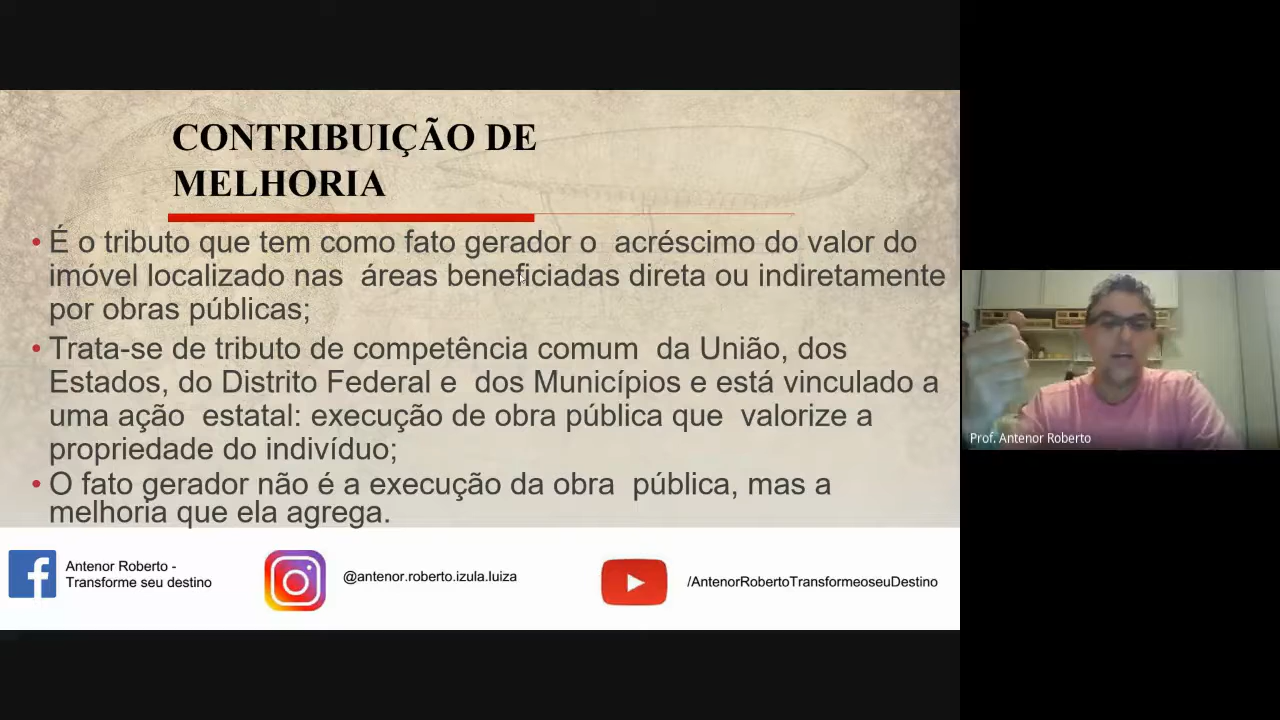 CONTRIBUIÇÃO DE
MELHORIA
• É o tributo que tem como fato gerador o acréscimo do valor do
imóvel localizado nas áreas beneficiadas direta ou indiretamente
por obras públicas;
• Trata-se de tributo de competência comum da União, dos
Estados, do Distrito Federal e dos Municípios e está vinculado a
uma ação estatal: execução de obra pública que valorize a
propriedade do indivíduo;
• O fato gerador não é a execução da obra pública, mas a
melhoria que ela agrega.
Antenor Roberto -
Transforme seu destino
@antenor.roberto.izula.luiza
/AntenorRobertoTransformeoseuDestino
Prof. Antenor Roberto